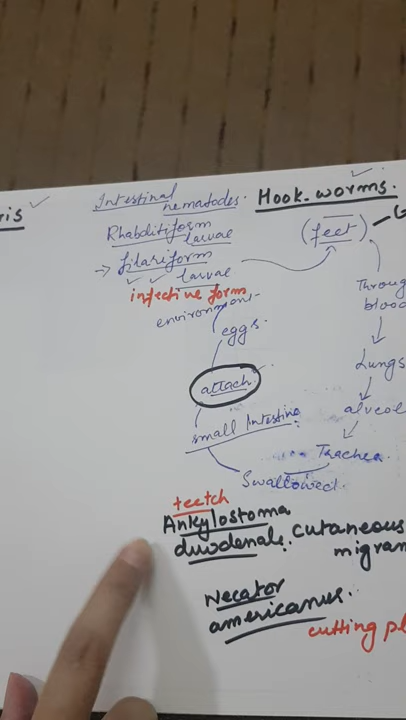 Intestinal
nematodes.
Hook-worms.
ris
Rhabditiform
larvae
(feet)
filariform
larvae
infective form
environment
eggs.
Throug
blood
Lungs
attach
alveol
small Intestine
Trachea
Swallowed.
teetch
Ankylostoma
duodenale.
cutaneous
migran
Necator
americanus.
cutting pl